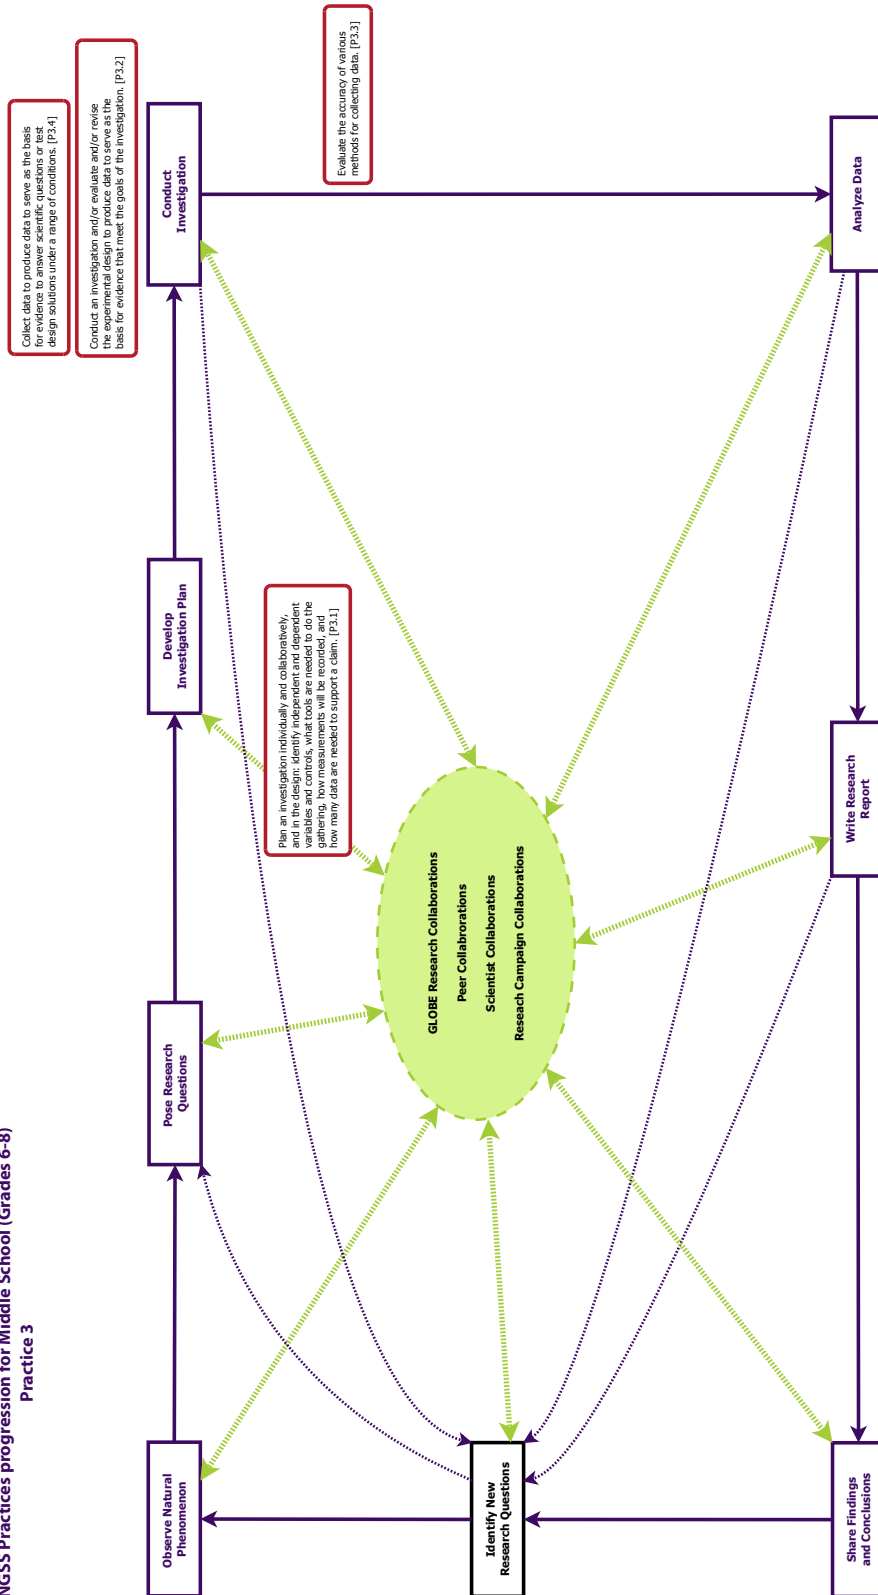 NGSS Practices progression for Middle School (Grades 6-8)
Practice 3
Observe Natural
Phenomenon
Pose Research
Questions
Develop
Investigation Plan
Conduct
Investigation
Collect data to produce data to serve as the basis
for evidence to answer scientific questions or test
design solutions under a range of conditions. [P3.4]
Conduct an investigation and/or evaluate and/or revise
the experimental design to produce data to serve as the
basis for evidence that meet the goals of the investigation. [P3.2]
Plan an investigation individually and collaboratively,
and in the design: identify independent and dependent
variables and controls, what tools are needed to do the
gathering, how measurements will be recorded, and
how many data are needed to support a claim. [P3.1]
Evaluate the accuracy of various
methods for collecting data. [P3.3]
GLOBE Research Collaborations
Peer Collabrorations
Scientist Collaborations
Reseach Campaign Collaborations
Identify New
Research Questions
Share Findings
and Conclusions
Write Research
Report
Analyze Data